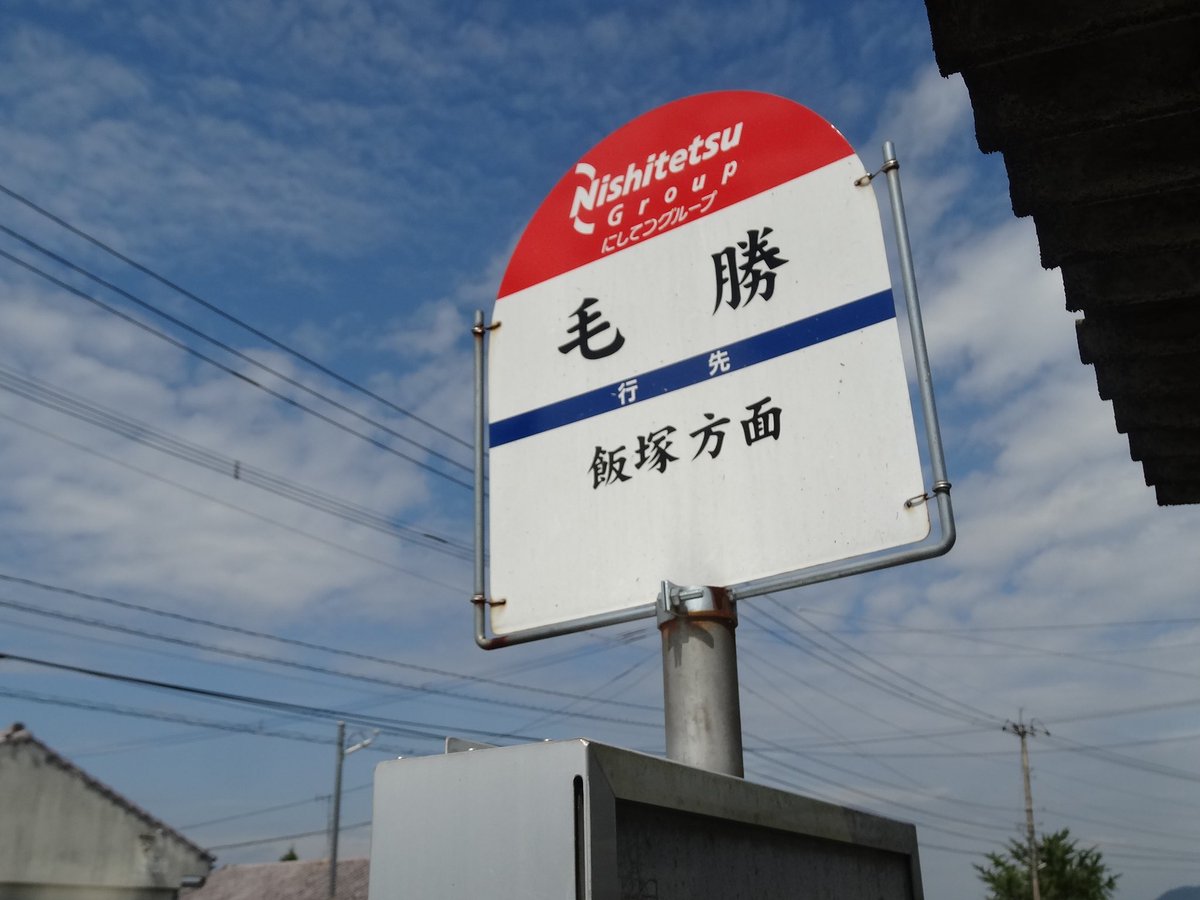 Nishitetsu
Group
にしてつグループ
毛勝
行先
飯塚方面